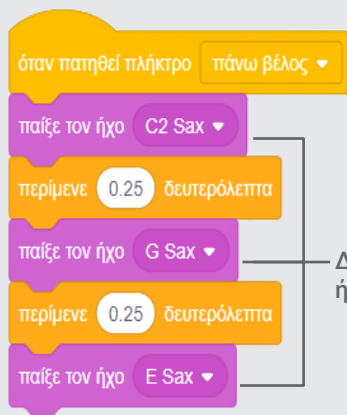 όταν πατηθεί πλήκτρο πάνω βέλος
παίξε τον ήχο C2 Sax
περίμενε 0.25 δευτερόλεπτα
παίξε τον ήχο G Sax
περίμενε 0.25 δευτερόλεπτα
παίξε τον ήχο E Sax